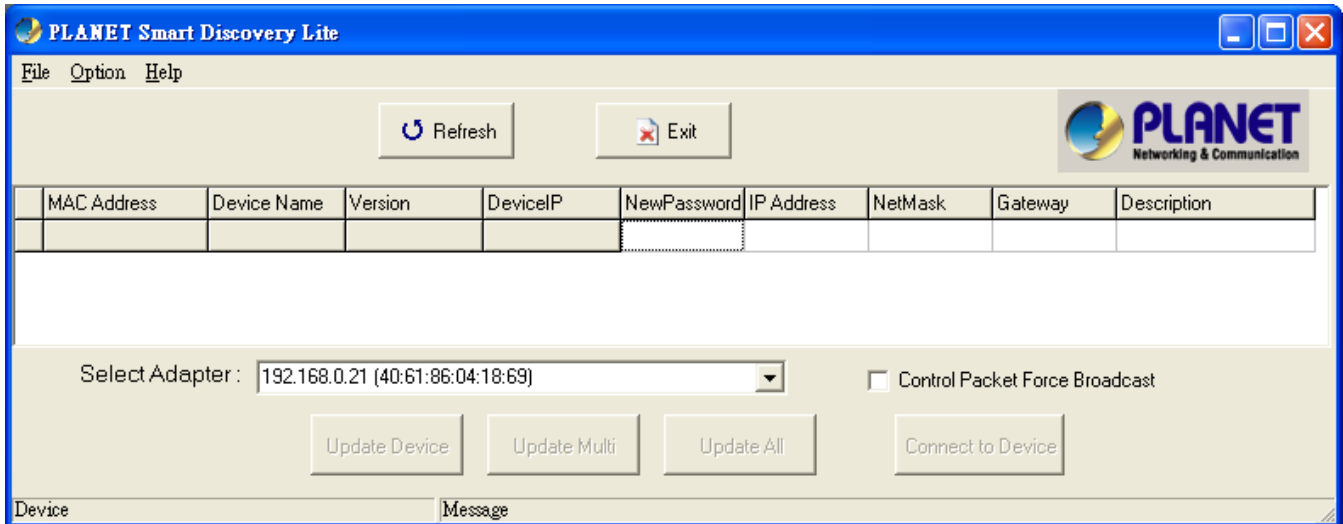 PLANET Smart Discovery Lite
File Option Help
Refresh Exit
PLANET
Networking & Communication
MAC Address Device Name Version DeviceIP NewPassword IP Address NetMask Gateway Description
Select Adapter : 192.168.0.21 (40:61:86:04:18:69) Control Packet Force Broadcast
Update Device Update Multi Update All Connect to Device
Device Message